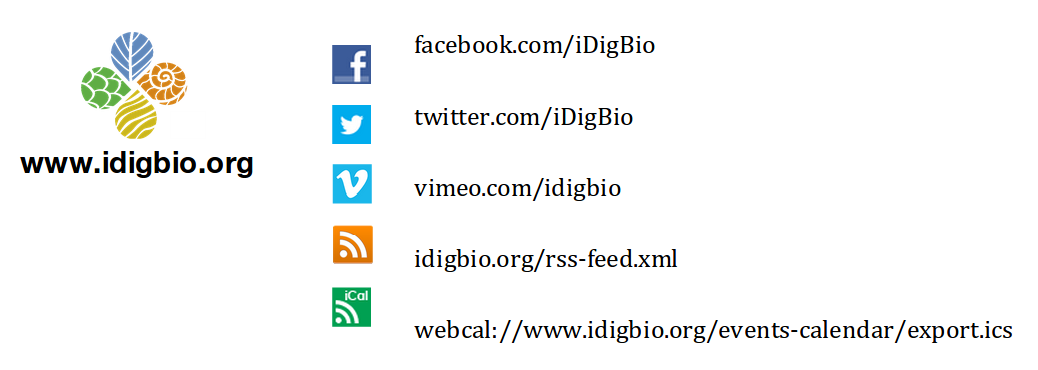 www.idigbio.org
facebook.com/iDigBio
twitter.com/iDigBio
vimeo.com/idigbio
idigbio.org/rss-feed.xml
iCal
webcal://www.idigbio.org/events-calendar/export.ics